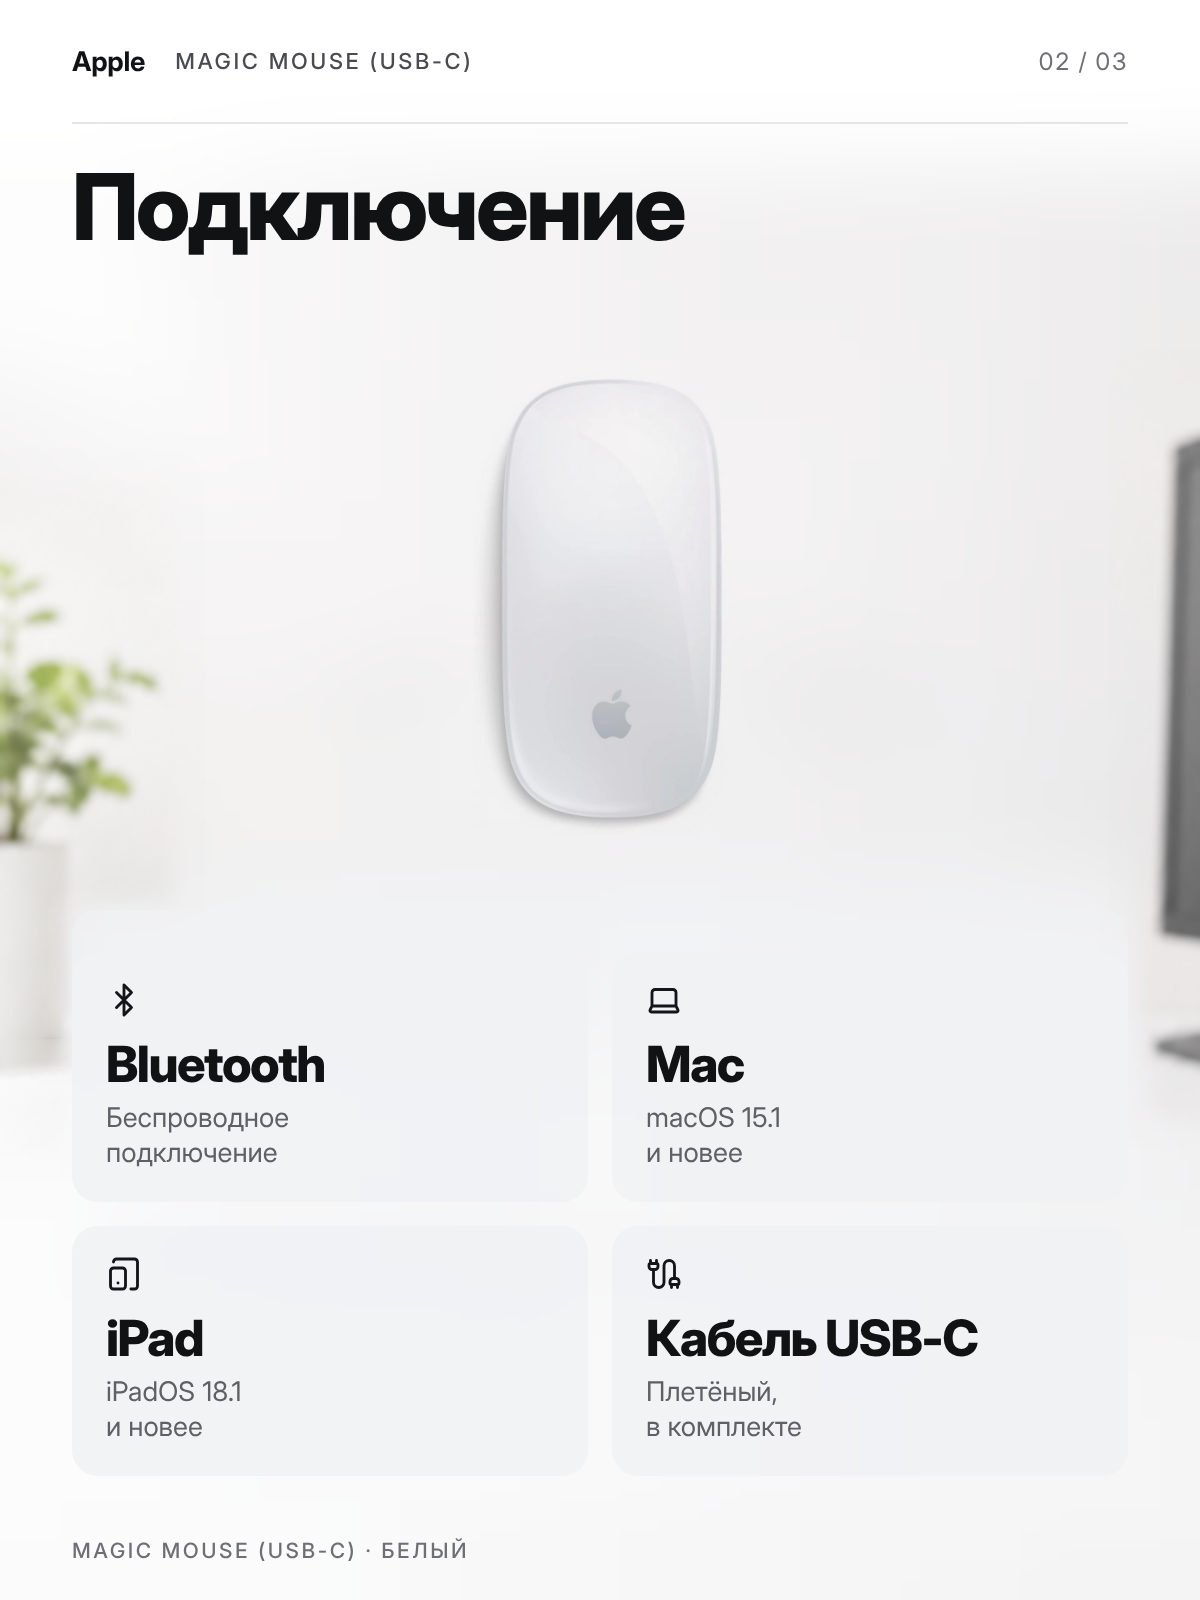 Apple MAGIC MOUSE (USB-C) 02 / 03
Подключение
Bluetooth
Беспроводное
подключение
Mac
macOS 15.1
и новее
iPad
iPadOS 18.1
и новее
Кабель USB-C
Плетёный,
в комплекте
MAGIC MOUSE (USB-C) · БЕЛЫЙ